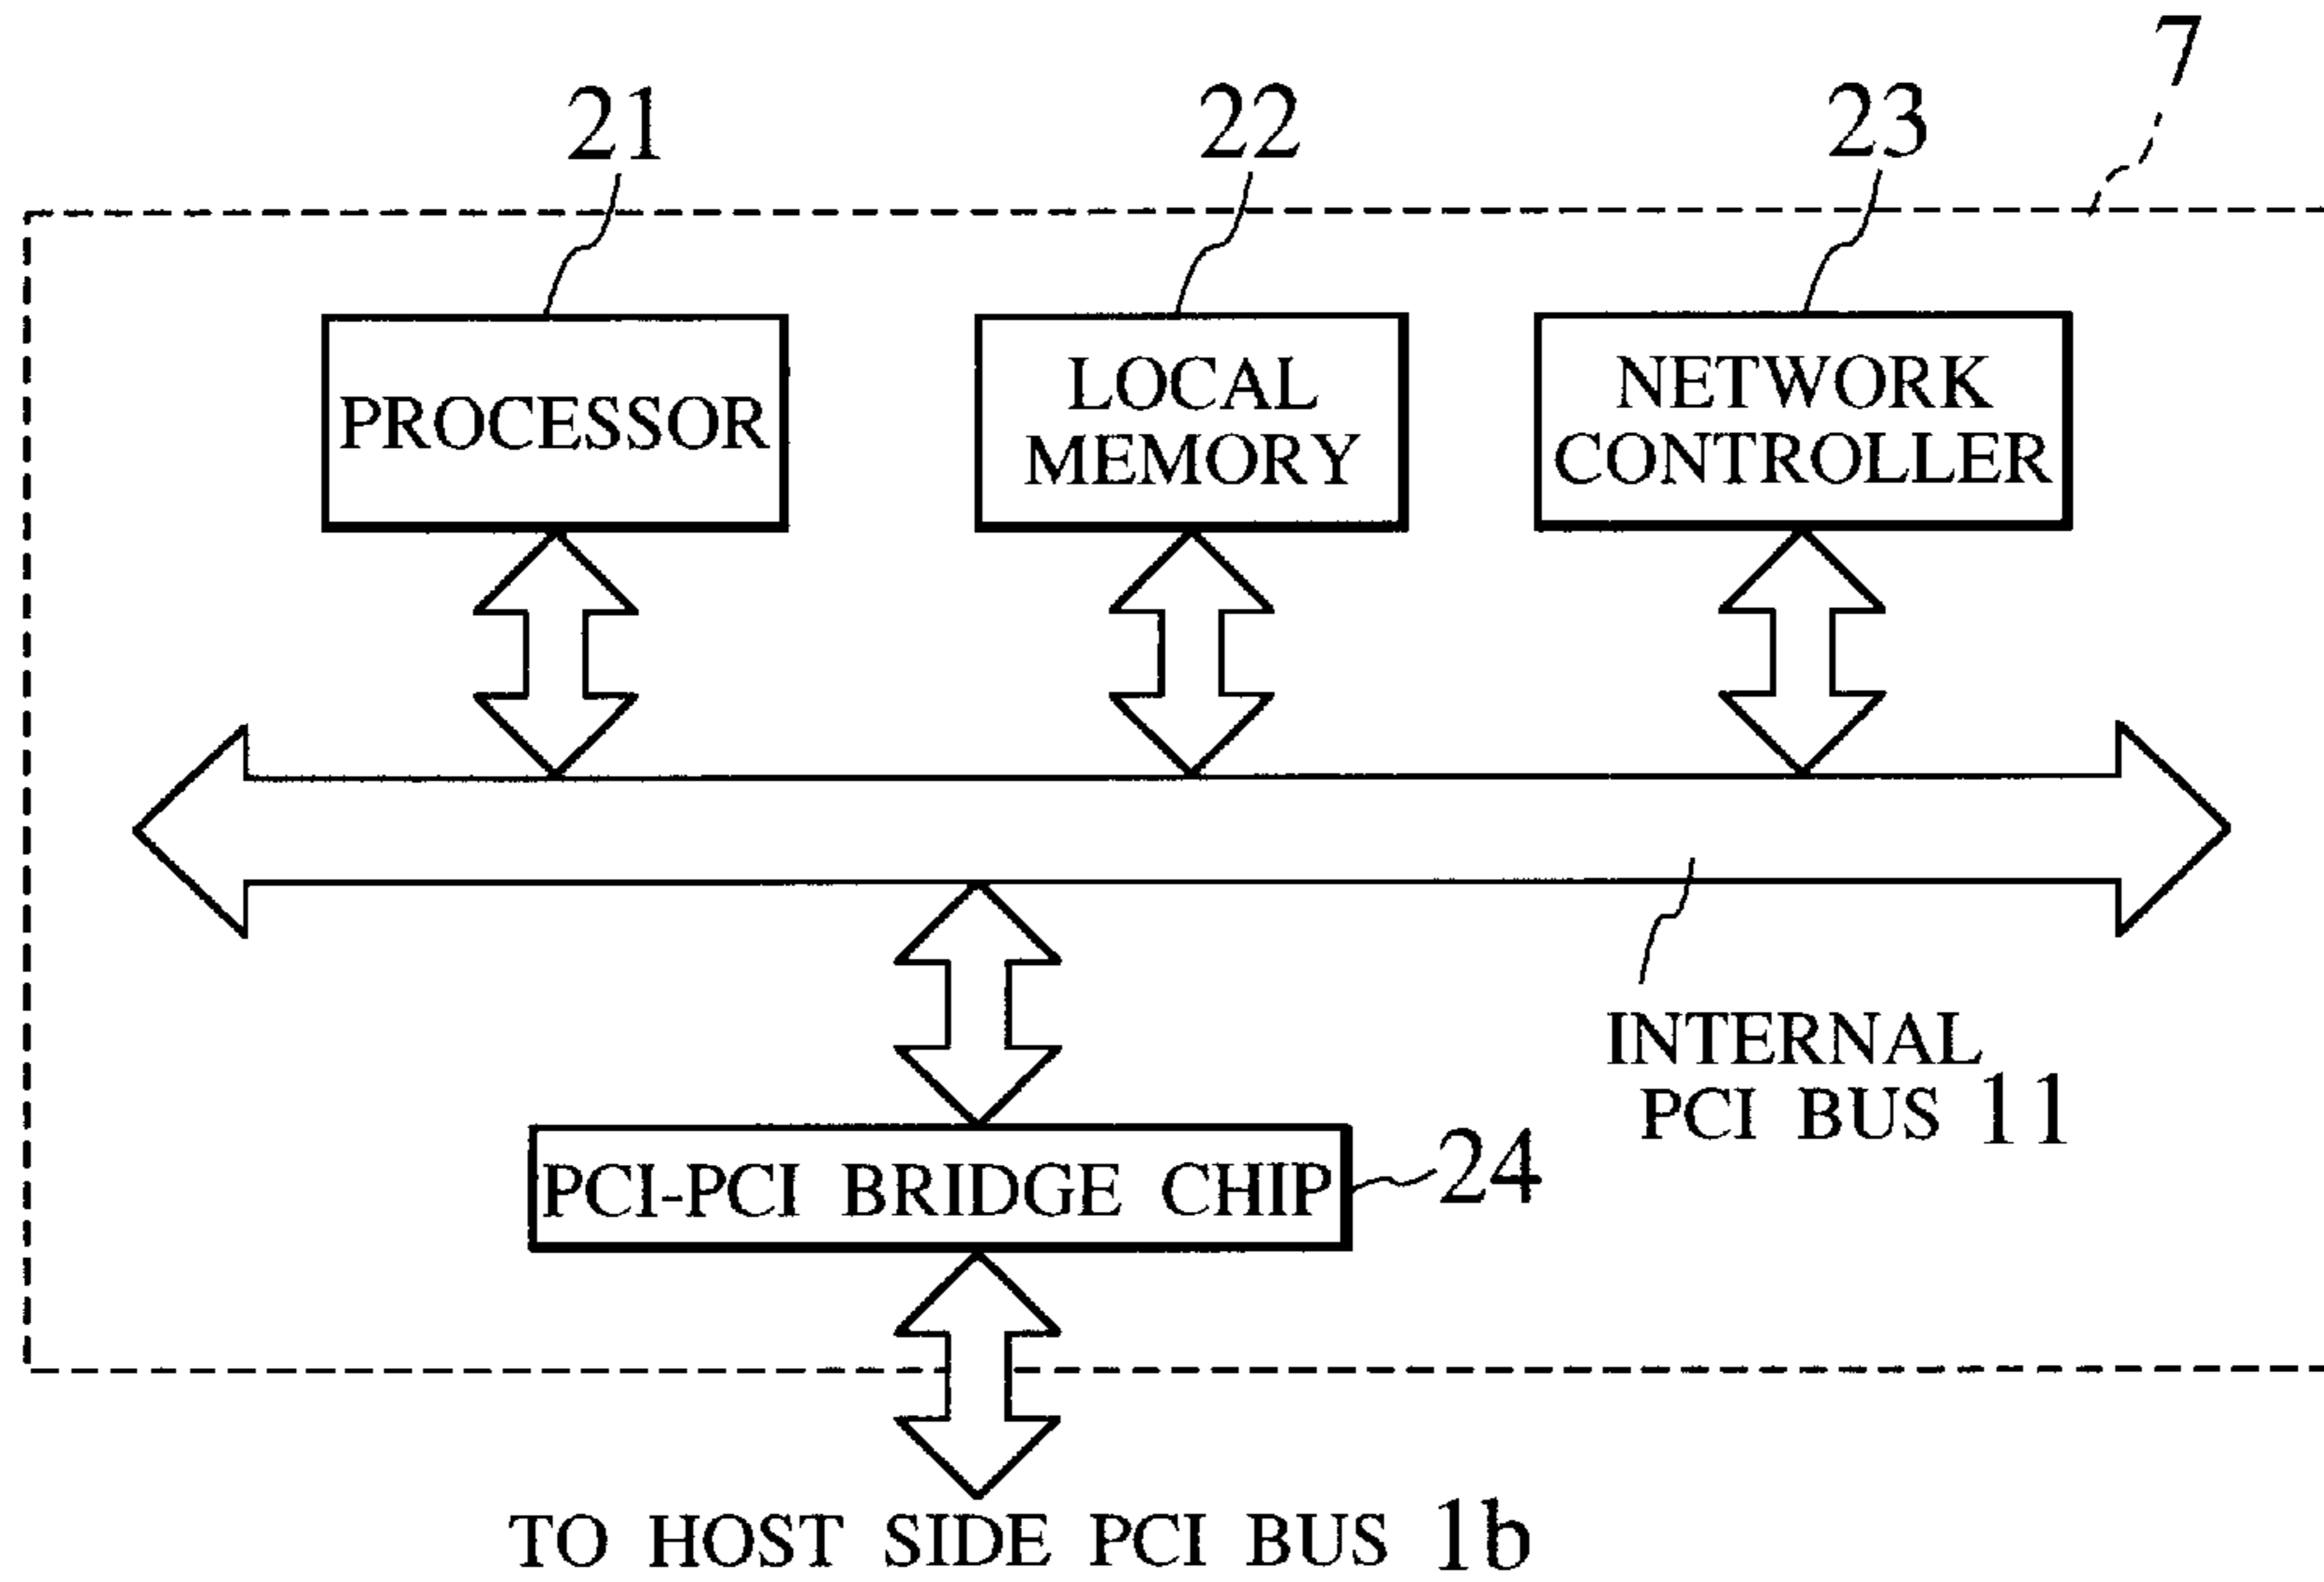 7
21
22
23
PROCESSOR
LOCAL
MEMORY
NETWORK
CONTROLLER
INTERNAL
PCI BUS 11
PCI-PCI BRIDGE CHIP
24
TO HOST SIDE PCI BUS 1b